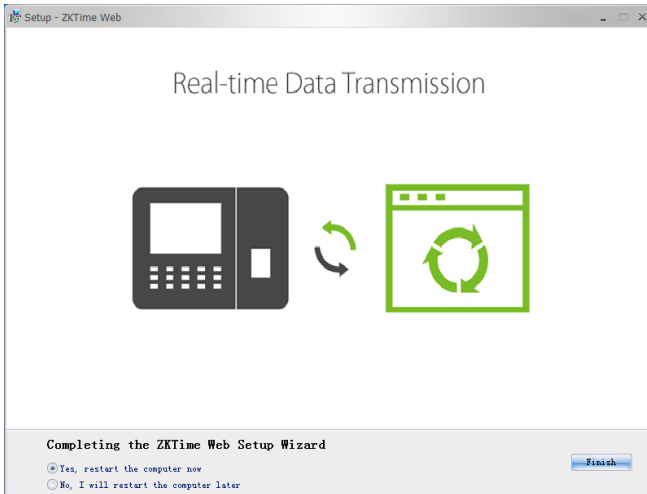 Setup - ZKTime Web
Real-time Data Transmission
Completing the ZKTime Web Setup Wizard
Yes, restart the computer now
No, I will restart the computer later
Finish